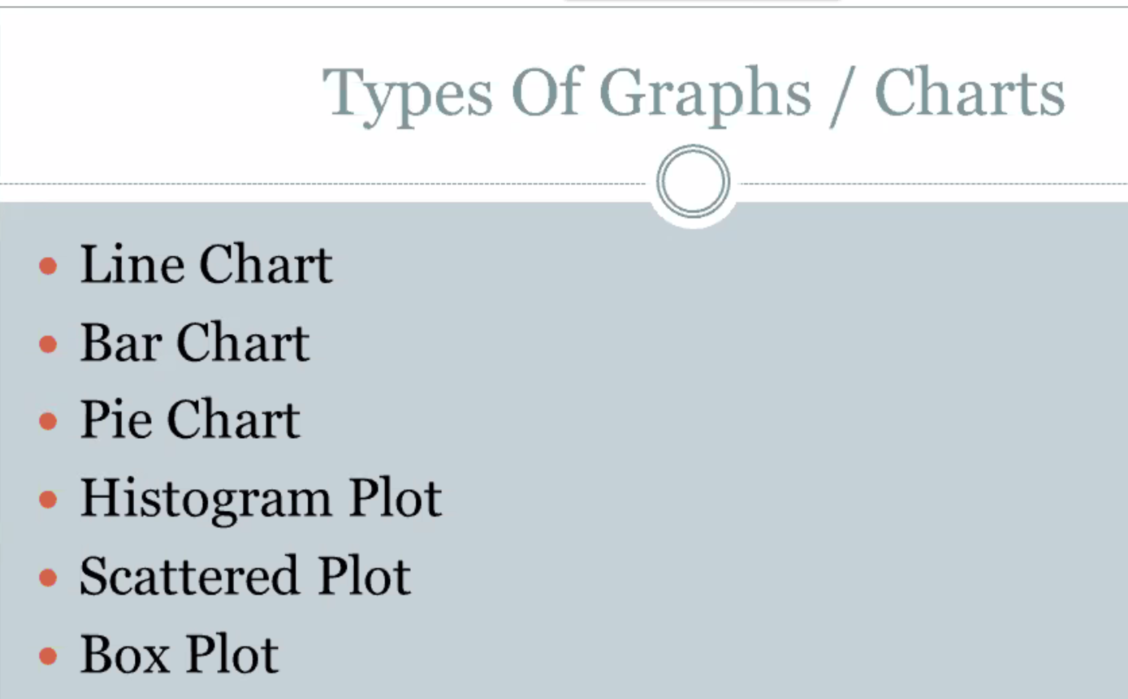 Types Of Graphs / Charts
• Line Chart
• Bar Chart
• Pie Chart
• Histogram Plot
• Scattered Plot
• Box Plot